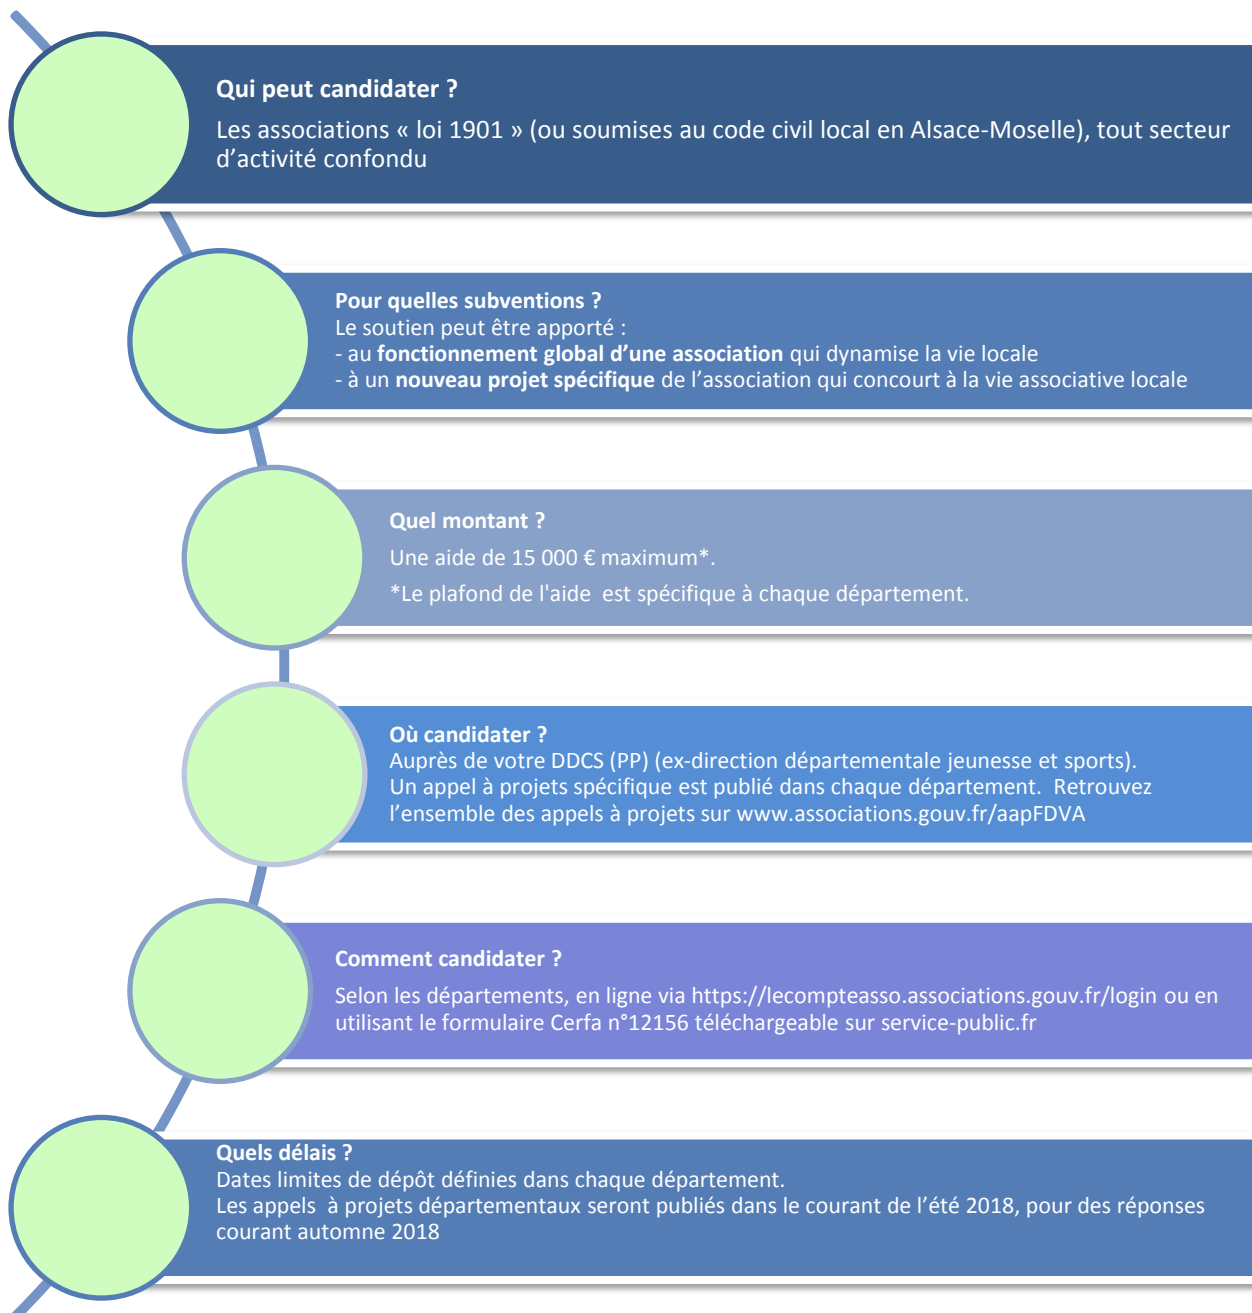 Qui peut candidater ?
Les associations « loi 1901 » (ou soumises au code civil local en Alsace-Moselle), tout secteur
d’activité confondu
Pour quelles subventions ?
Le soutien peut être apporté :
- au fonctionnement global d’une association qui dynamise la vie locale
- à un nouveau projet spécifique de l’association qui concourt à la vie associative locale
Quel montant ?
Une aide de 15 000 € maximum*.
*Le plafond de l'aide  est spécifique à chaque département.
Où candidater ?
Auprès de votre DDCS (PP) (ex-direction départementale jeunesse et sports).
Un appel à projets spécifique est publié dans chaque département.  Retrouvez
l’ensemble des appels à projets sur www.associations.gouv.fr/aapFDVA
Comment candidater ?
Selon les départements, en ligne via https://lecompteasso.associations.gouv.fr/login ou en
utilisant le formulaire Cerfa n°12156 téléchargeable sur service-public.fr
Quels délais ?
Dates limites de dépôt définies dans chaque département.
Les appels  à projets départementaux seront publiés dans le courant de l’été 2018, pour des réponses
courant automne 2018